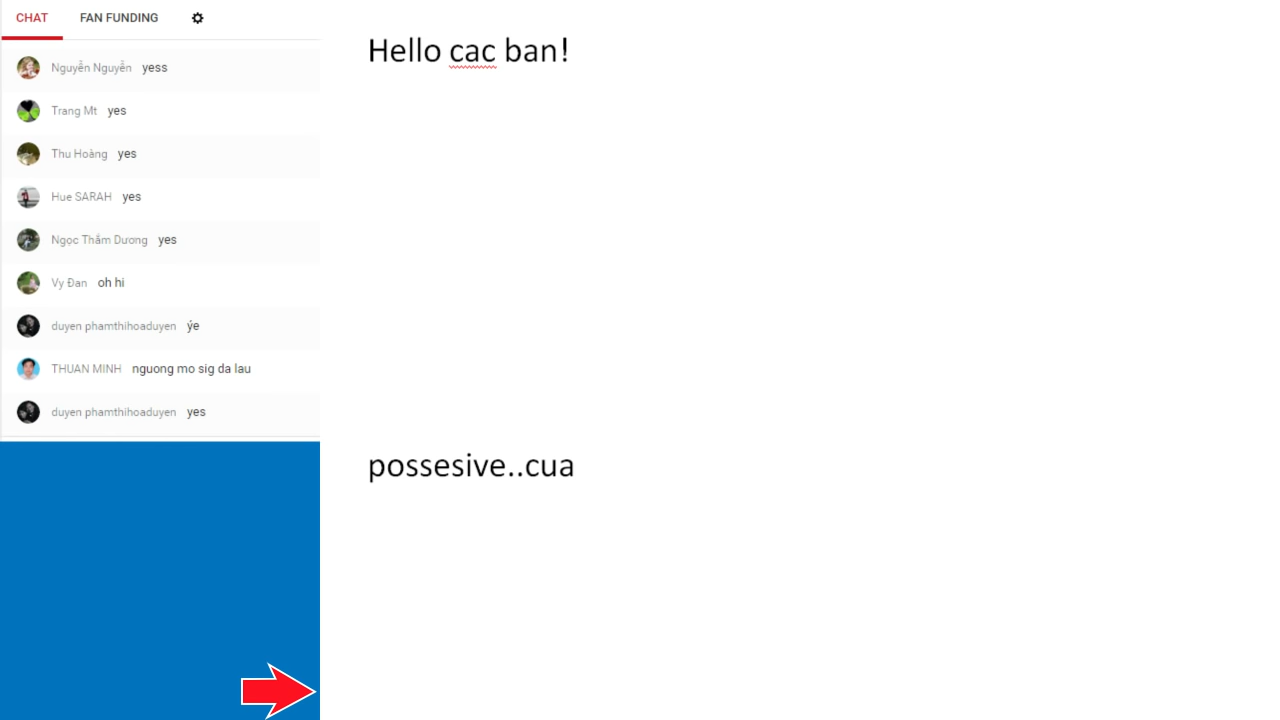 CHAT FAN FUNDING
Nguyễn Nguyễn yess
Trang Mt yes
Thu Hoàng yes
Hue SARAH yes
Ngọc Thắm Dương yes
Vy Đan oh hi
duyen phamthihoaduyen ýe
THUAN MINH nguong mo sig da lau
duyen phamthihoaduyen yes
Hello cac ban!
possesive..cua